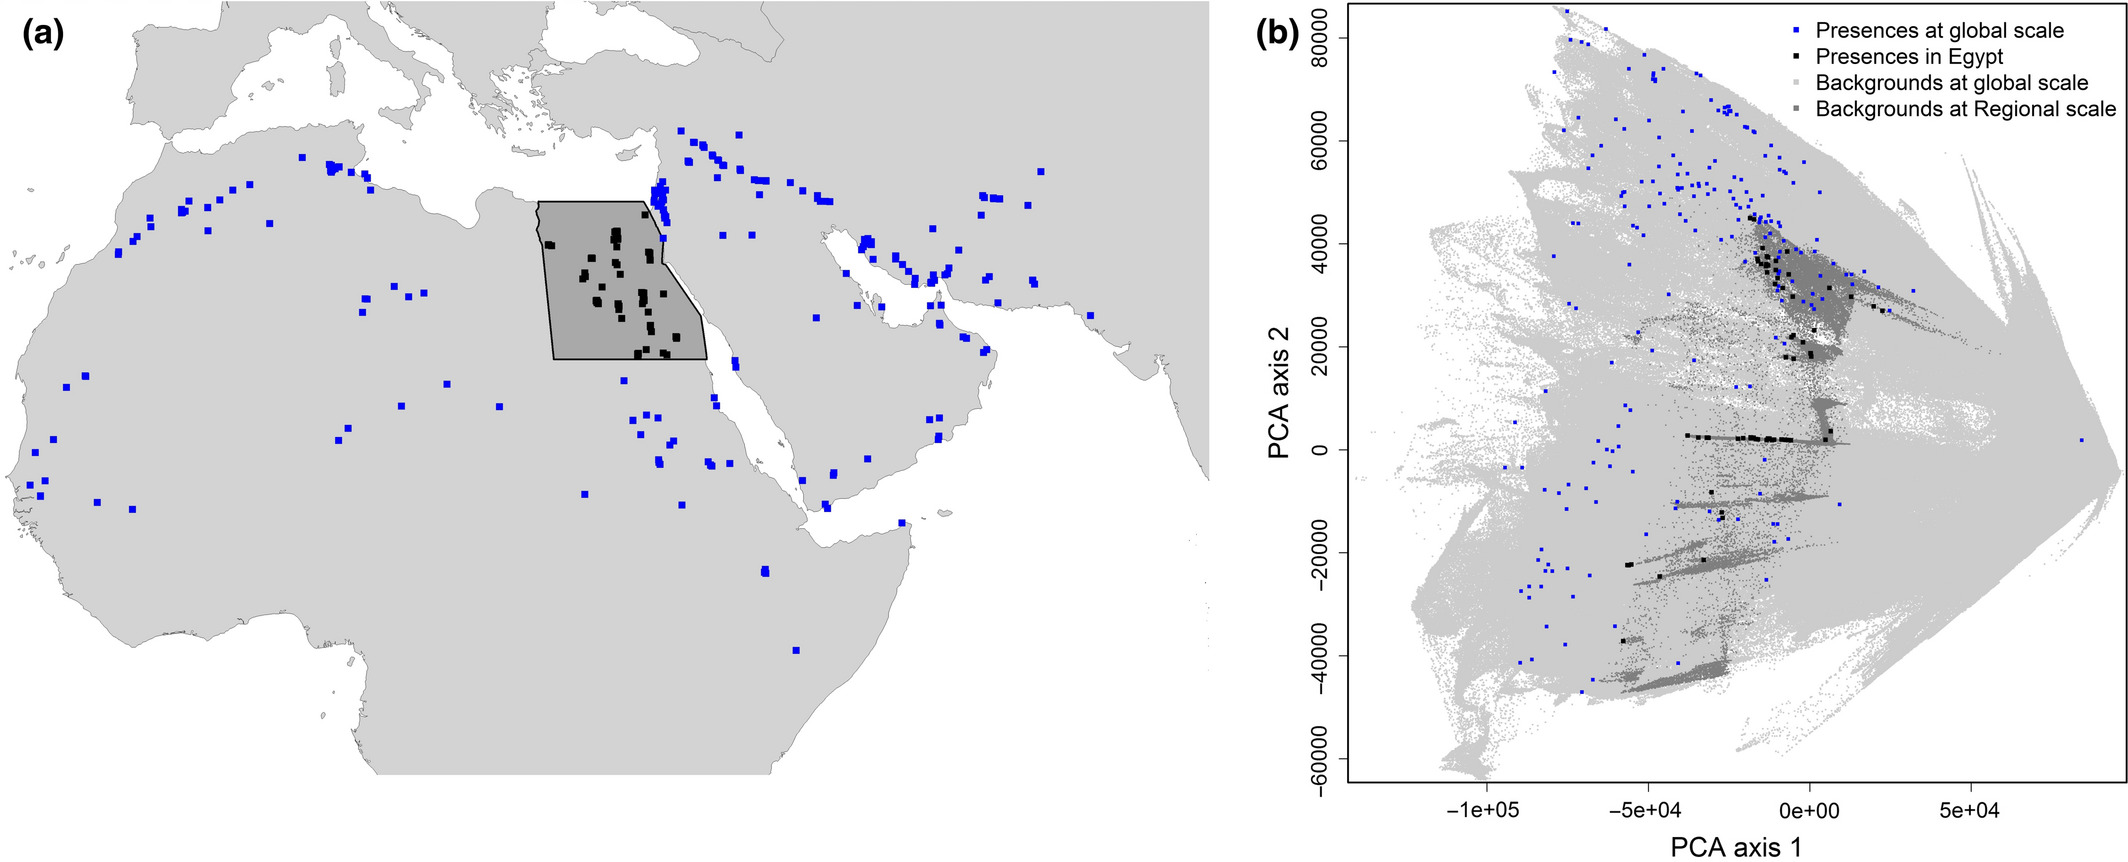 (a)
(b)
Presences at global scale
Presences in Egypt
Backgrounds at global scale
Backgrounds at Regional scale
80000
60000
40000
20000
0
−20000
−40000
−60000
PCA axis 2
−1e+05 −5e+04 0e+00 5e+04
PCA axis 1